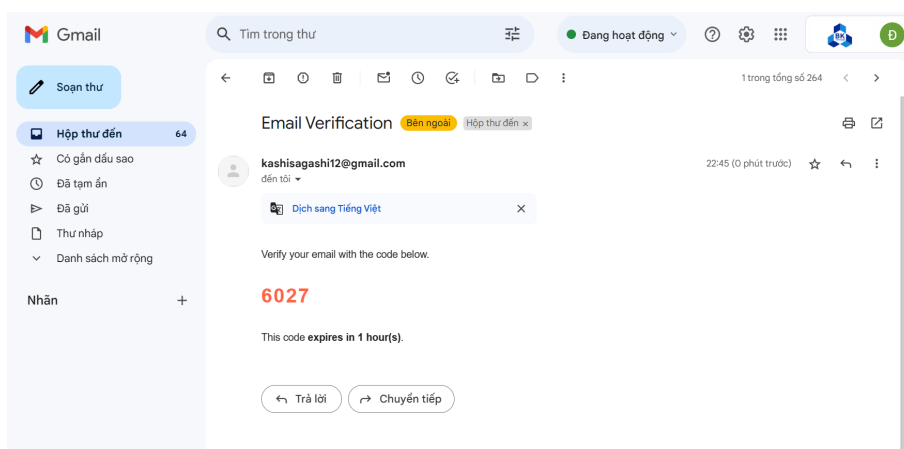 Gmail
Tìm trong thư
Đang hoạt động
BK
Đ
Soạn thư
1 trong tổng số 264
Hộp thư đến 64
Có gắn dấu sao
Đã tạm ẩn
Đã gửi
Thư nháp
Danh sách mở rộng
Nhãn
Email Verification Bên ngoài Hộp thư đến ×
kashisagashi12@gmail.com 22:45 (0 phút trước)
đến tôi
Dịch sang Tiếng Việt
Verify your email with the code below.
6027
This code expires in 1 hour(s).
Trả lời
Chuyển tiếp